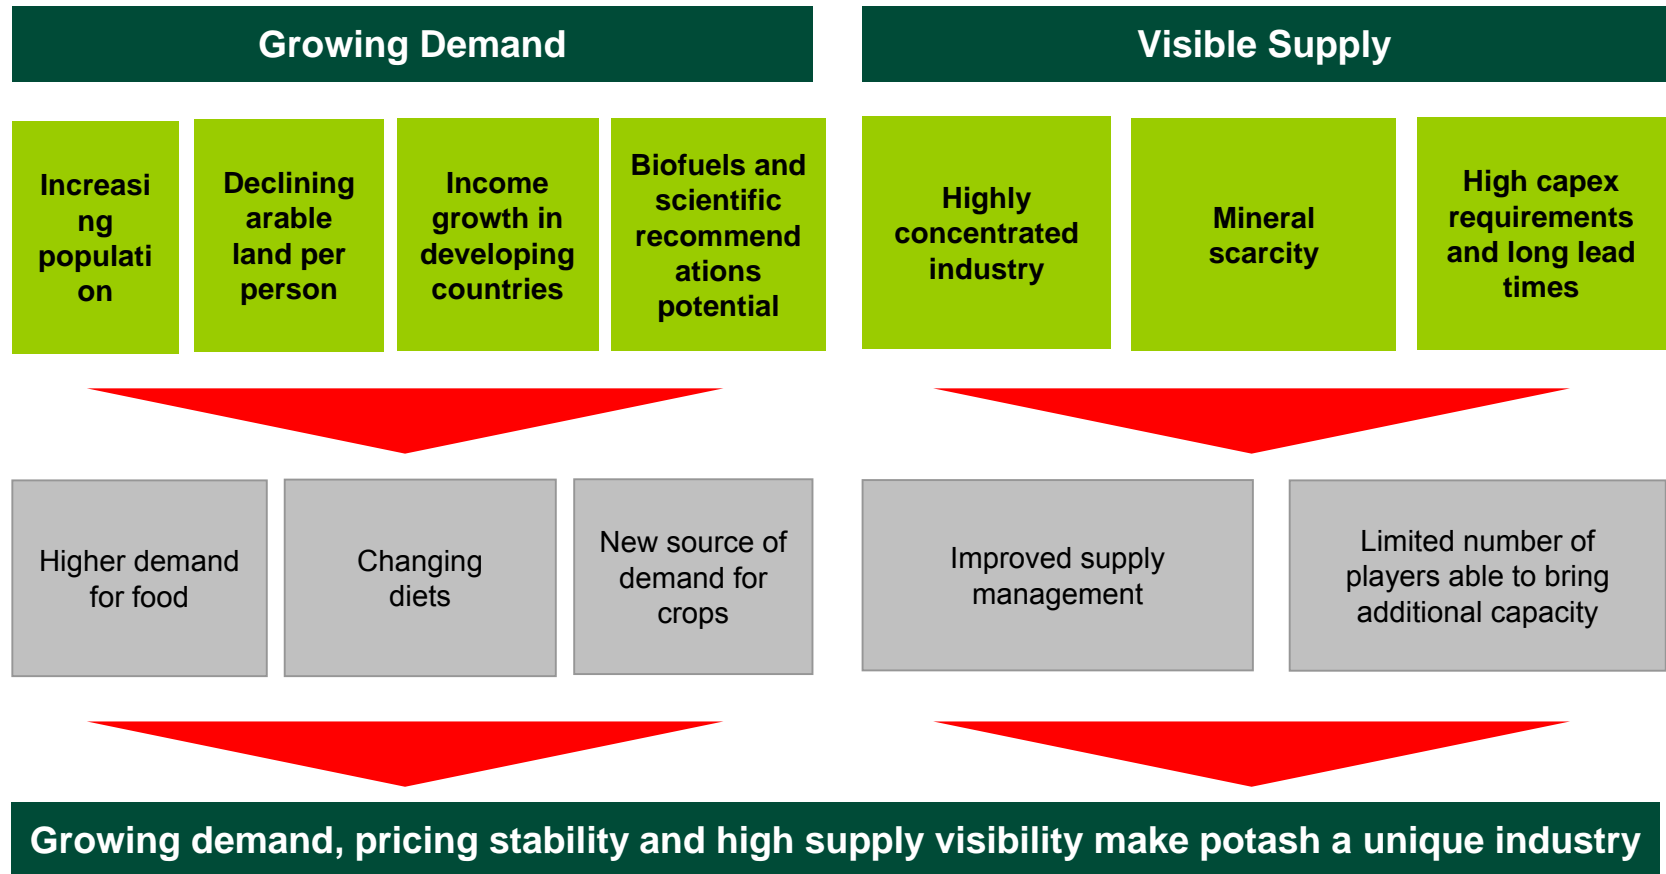 Growing Demand
Visible Supply
Increasi
ng
populati
on
Declining
arable
land per
person
Income
growth in
developing
countries
Biofuels and
scientific
recommend
ations
potential
Highly
concentrated
industry
Mineral
scarcity
High capex
requirements
and long lead
times
Higher demand
for food
Changing
diets
New source of
demand for
crops
Improved supply
management
Limited number of
players able to bring
additional capacity
Growing demand, pricing stability and high supply visibility make potash a unique industry